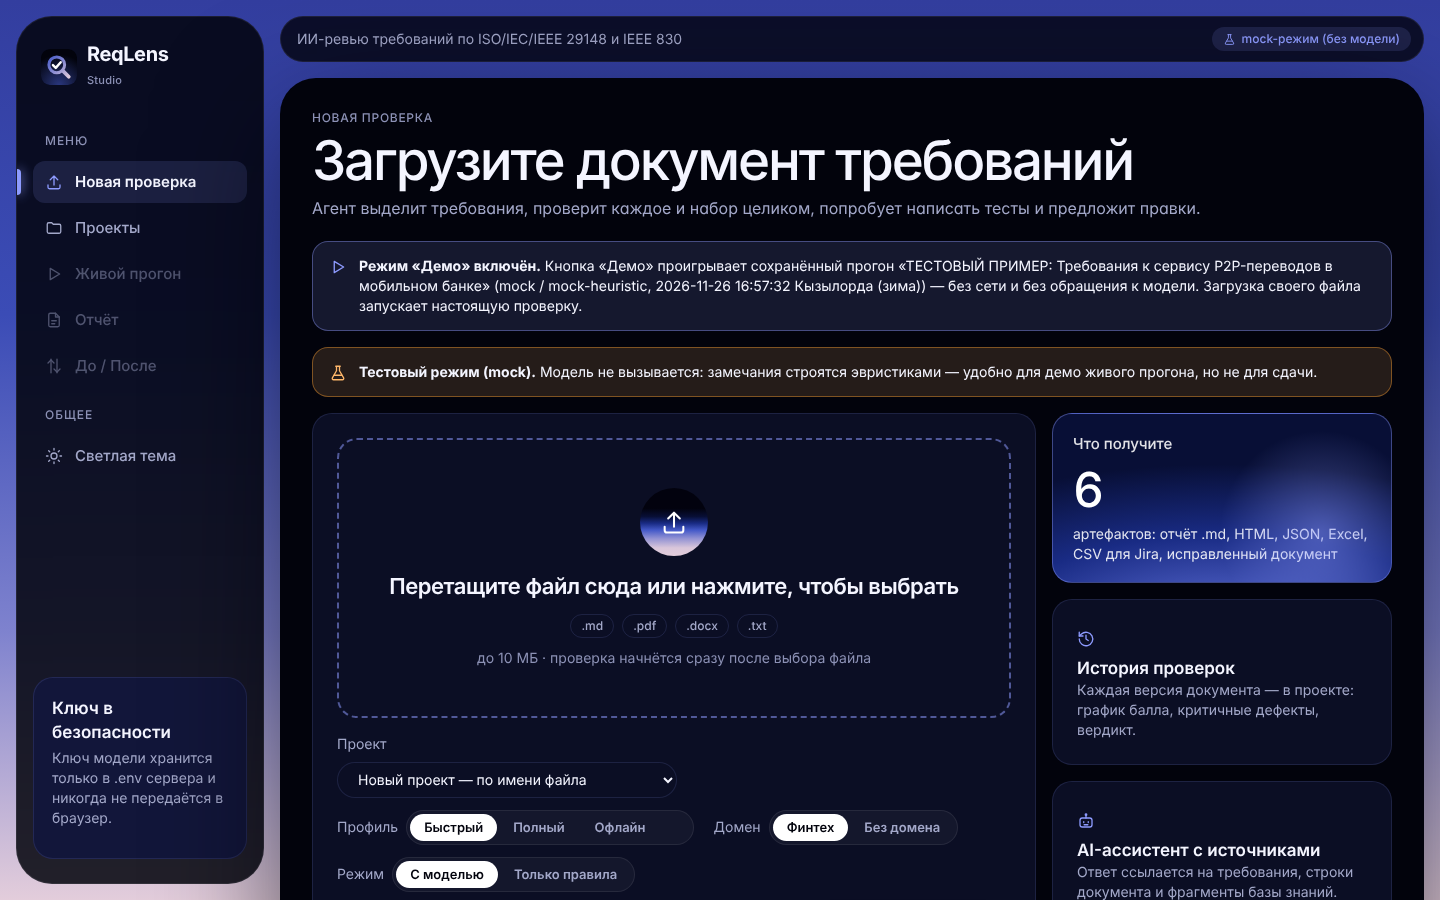 ReqLens
Studio
МЕНЮ
Новая проверка
Проекты
Живой прогон
Отчёт
До / После
ОБЩЕЕ
Светлая тема
Ключ в
безопасности
Ключ модели хранится
только в .env сервера и
никогда не передаётся в
браузер.
ИИ-ревью требований по ISO/IEC/IEEE 29148 и IEEE 830
mock-режим (без модели)
НОВАЯ ПРОВЕРКА
Загрузите документ требований
Агент выделит требования, проверит каждое и набор целиком, попробует написать тесты и предложит правки.
Режим «Демо» включён. Кнопка «Демо» проигрывает сохранённый прогон «ТЕСТОВЫЙ ПРИМЕР: Требования к сервису P2P-переводов в
мобильном банке» (mock / mock-heuristic, 2026-11-26 16:57:32 Кызылорда (зима)) — без сети и без обращения к модели. Загрузка своего файла
запускает настоящую проверку.
Тестовый режим (mock). Модель не вызывается: замечания строятся эвристиками — удобно для демо живого прогона, но не для сдачи.
Перетащите файл сюда или нажмите, чтобы выбрать
.md .pdf .docx .txt
до 10 МБ · проверка начнётся сразу после выбора файла
Проект
Новый проект — по имени файла
Профиль Быстрый Полный Офлайн Домен Финтех Без домена
Режим С моделью Только правила
Что получите
6
артефактов: отчёт .md, HTML, JSON, Excel,
CSV для Jira, исправленный документ
История проверок
Каждая версия документа — в проекте:
график балла, критичные дефекты,
вердикт.
AI-ассистент с источниками
Ответ ссылается на требования, строки
документа и фрагменты базы знаний.